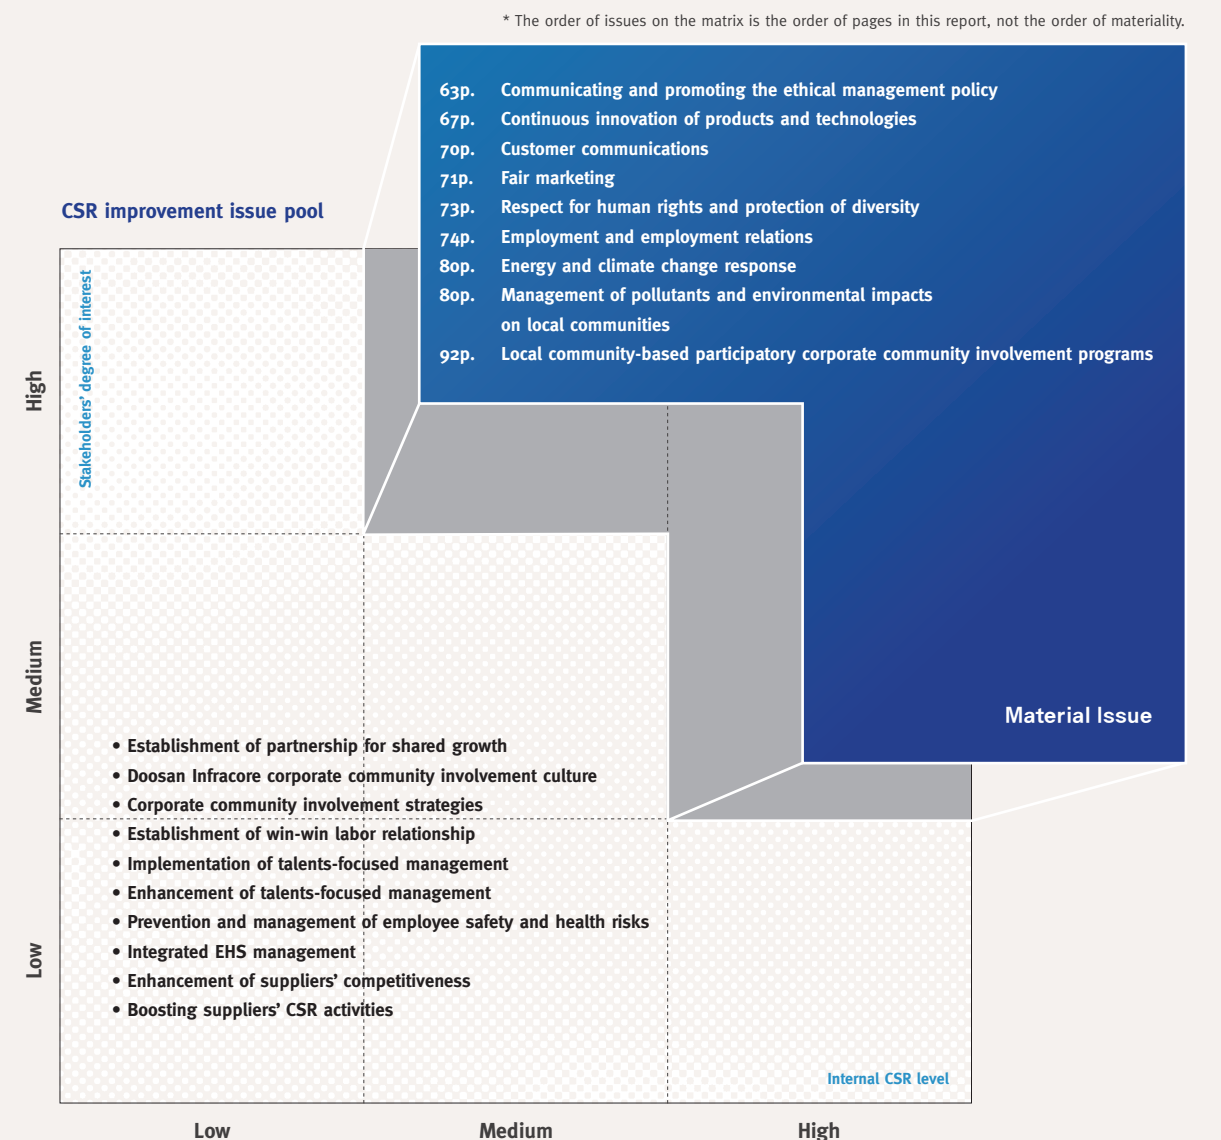 * The order of issues on the matrix is the order of pages in this report, not the order of materiality.
63p. Communicating and promoting the ethical management policy
67p. Continuous innovation of products and technologies
70p. Customer communications
71p. Fair marketing
73p. Respect for human rights and protection of diversity
74p. Employment and employment relations
80p. Energy and climate change response
80p. Management of pollutants and environmental impacts
on local communities
92p. Local community-based participatory corporate community involvement programs
Material Issue
CSR improvement issue pool
Stakeholders’ degree of interest
High
Medium
Low
• Establishment of partnership for shared growth
• Doosan Infracore corporate community involvement culture
• Corporate community involvement strategies
• Establishment of win-win labor relationship
• Implementation of talents-focused management
• Enhancement of talents-focused management
• Prevention and management of employee safety and health risks
• Integrated EHS management
• Enhancement of suppliers’ competitiveness
• Boosting suppliers’ CSR activities
Internal CSR level
Low
Medium
High